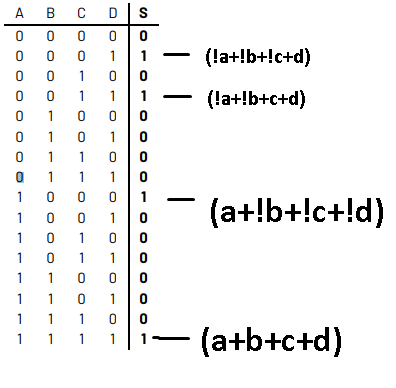 A B C D S
0 0 0 0 0
0 0 0 1 1 (!a+!b+!c+d)
0 0 1 0 0
0 0 1 1 1 (!a+!b+c+d)
0 1 0 0 0
0 1 0 1 0
0 1 1 0 0
0 1 1 1 0
1 0 0 0 1 (a+!b+!c+!d)
1 0 0 1 0
1 0 1 0 0
1 0 1 1 0
1 1 0 0 0
1 1 0 1 0
1 1 1 0 0
1 1 1 1 1 (a+b+c+d)